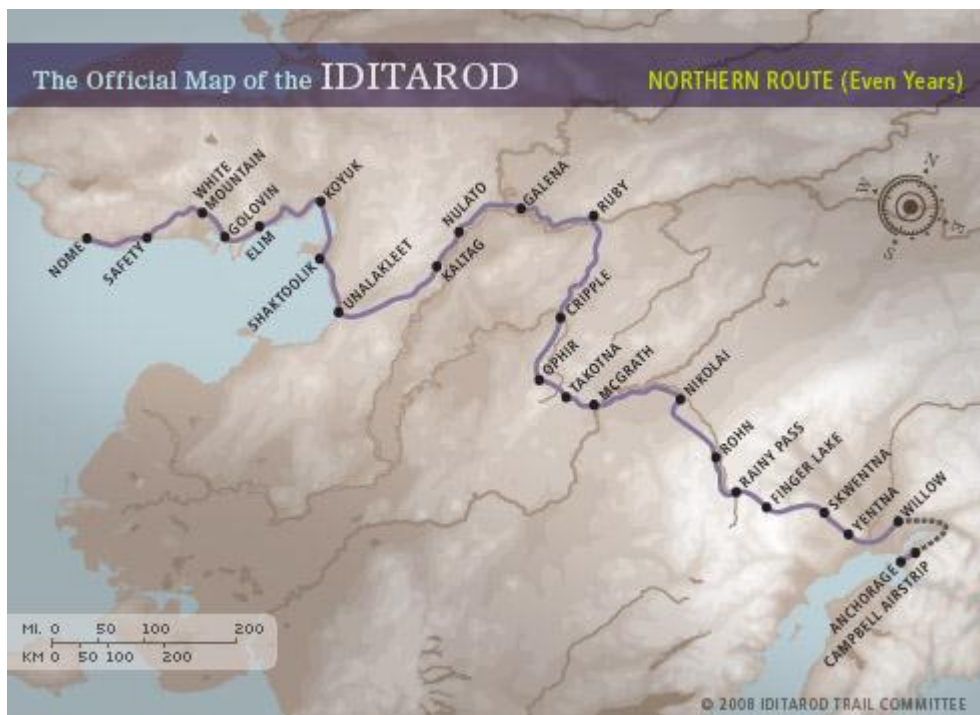 The Official Map of the IDITAROD
NORTHERN ROUTE (Even Years)
NOME
SAFETY
WHITE
MOUNTAIN
GOLOVIN
ELIM
KOYUK
SHAKTOOLIK
UNALAKLEET
KALTAG
NULATO
GALENA
RUBY
CRIPPLE
OPHIR
TAKOTNA
MCGRATH
NIKOLAI
ROHN
RAINY PASS
FINGER LAKE
SKWENTNA
YENTNA
WILLOW
ANCHORAGE
CAMPBELL AIRSTRIP
N
W
E
S
MI. 0 50 100 200
KM 0 50 100 200
© 2008 IDITAROD TRAIL COMMITTEE